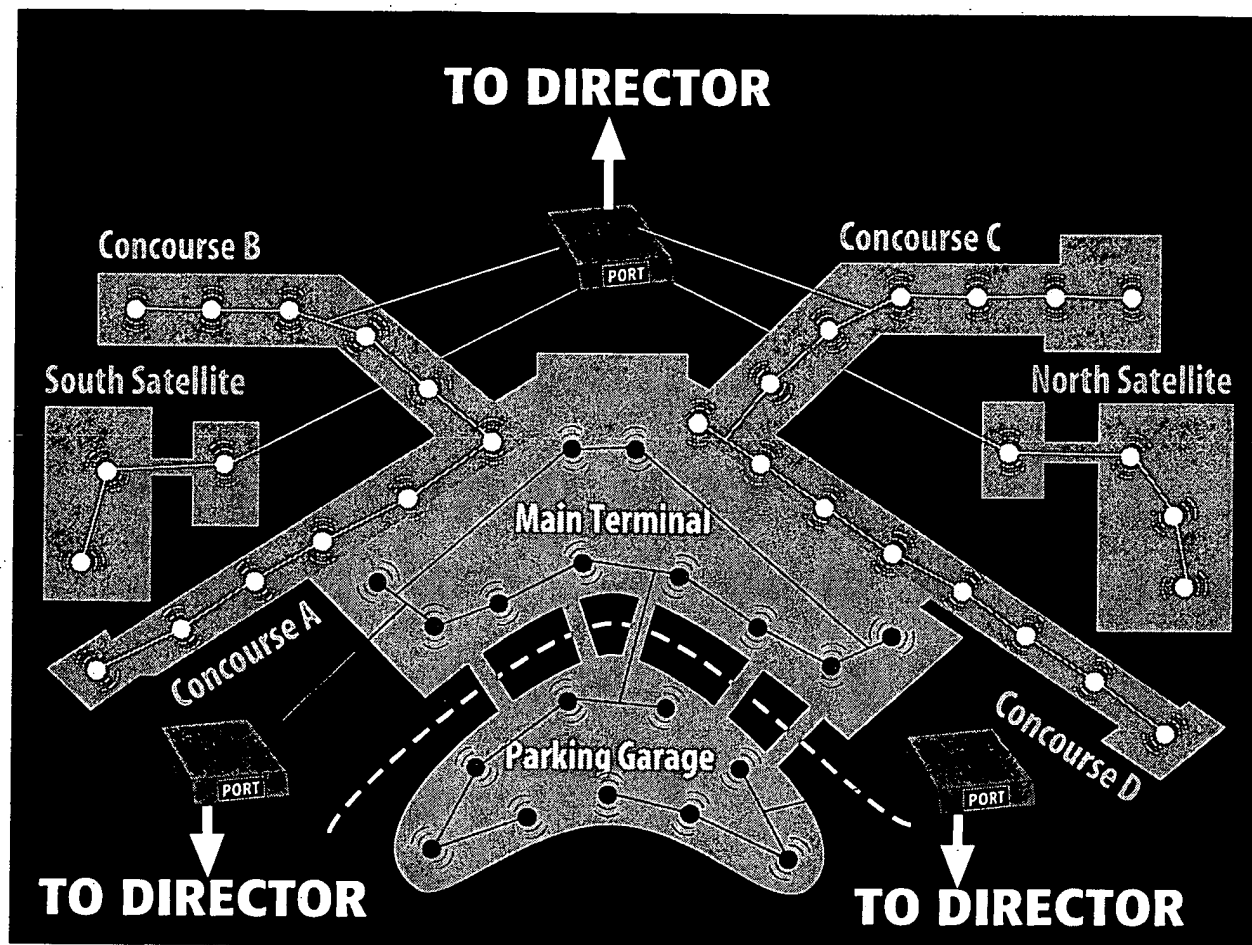 TO DIRECTOR
Concourse B
PORT
Concourse C
South Satellite
North Satellite
Main Terminal
Concourse A
Concourse D
Parking Garage
PORT
PORT
TO DIRECTOR
TO DIRECTOR